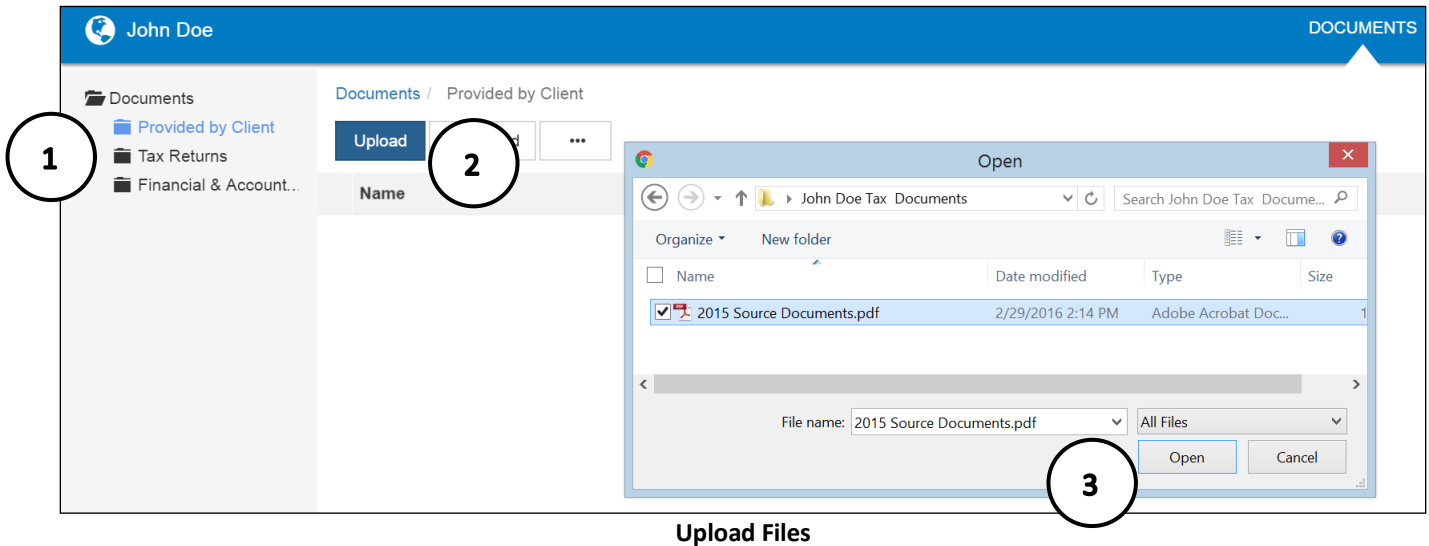 John Doe
DOCUMENTS
Documents
Provided by Client
Tax Returns
Financial & Account...
1
Documents / Provided by Client
Upload
2
•••
Name
Open
John Doe Tax Documents
Search John Doe Tax Docume...
Organize
New folder
Name
Date modified
Type
Size
2015 Source Documents.pdf
2/29/2016 2:14 PM
Adobe Acrobat Doc...
1
File name:
2015 Source Documents.pdf
All Files
Open
Cancel
3
Upload Files